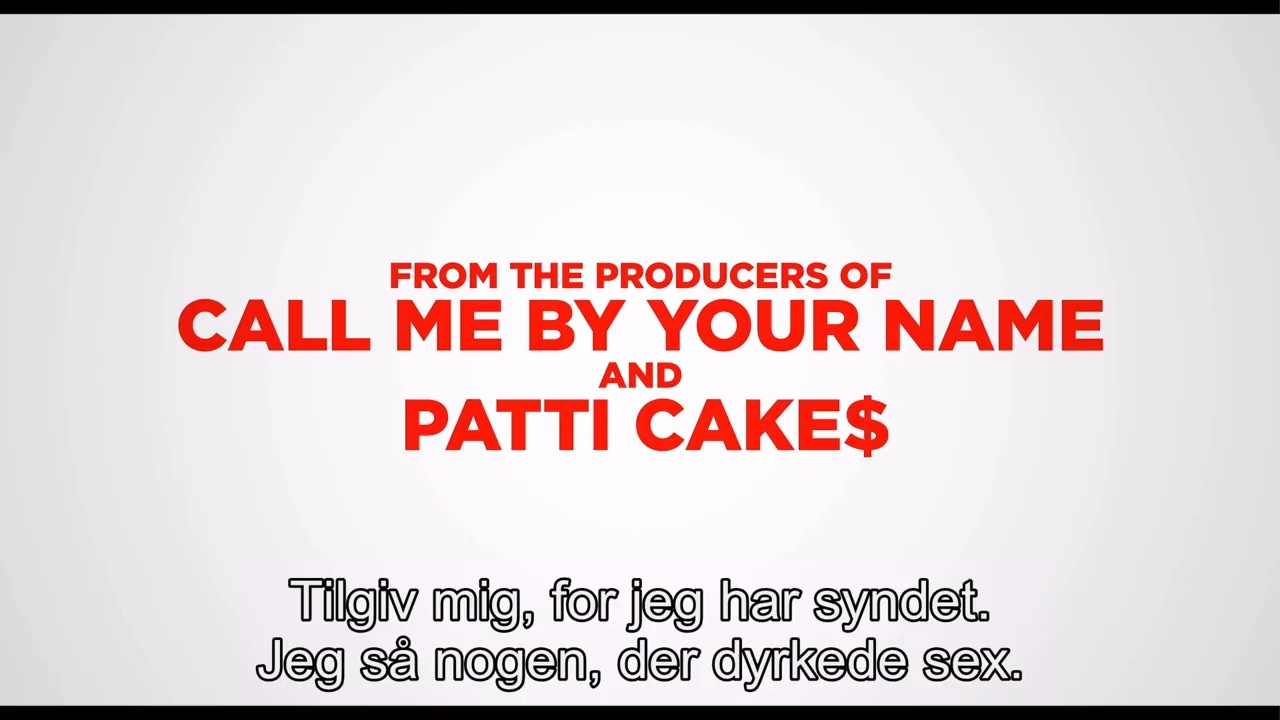 FROM THE PRODUCERS OF
CALL ME BY YOUR NAME
AND
PATTI CAKE$
Tilgiv mig, for jeg har syndet.
Jeg så nogen, der dyrkede sex.